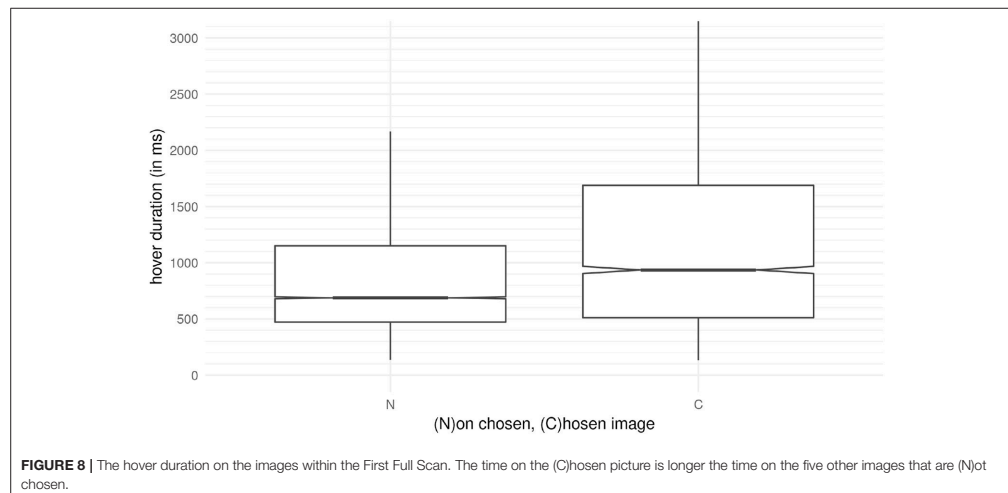 3000
2500
2000
1500
1000
500
0
hover duration (in ms)
N
C
(N)on chosen, (C)hosen image
FIGURE 8 | The hover duration on the images within the First Full Scan. The time on the (C)hosen picture is longer the time on the five other images that are (N)ot
chosen.